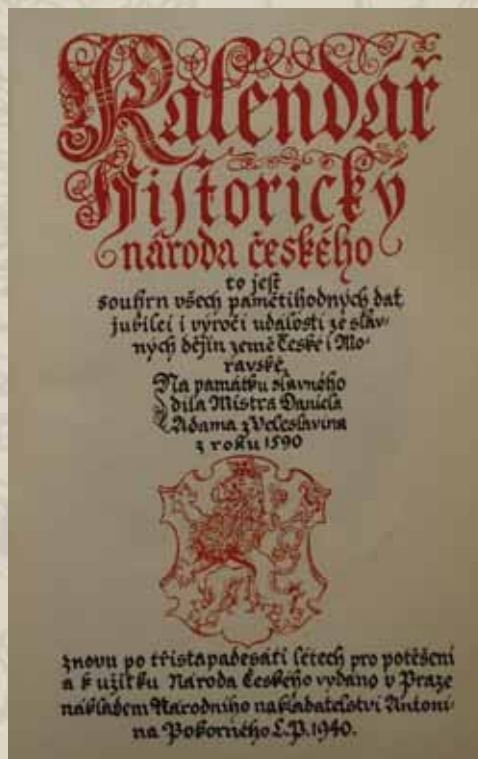 Kalendář
Historický
národa českého
to jest
souhrn všech pamětihodných dat,
jubilei i výročí událostí ze slav-
ných dějin země České i Mo-
ravské,
Na památku slavného
díla Mistra Daniela
Adama z Veleslavína
z roku 1590
znovu po třistapadesáti létech pro potěšení
a k užitku Národa Českého vydáno v Praze
nákladem Národního nakladatelství Antoní-
na Pokorného L.P. 1940.